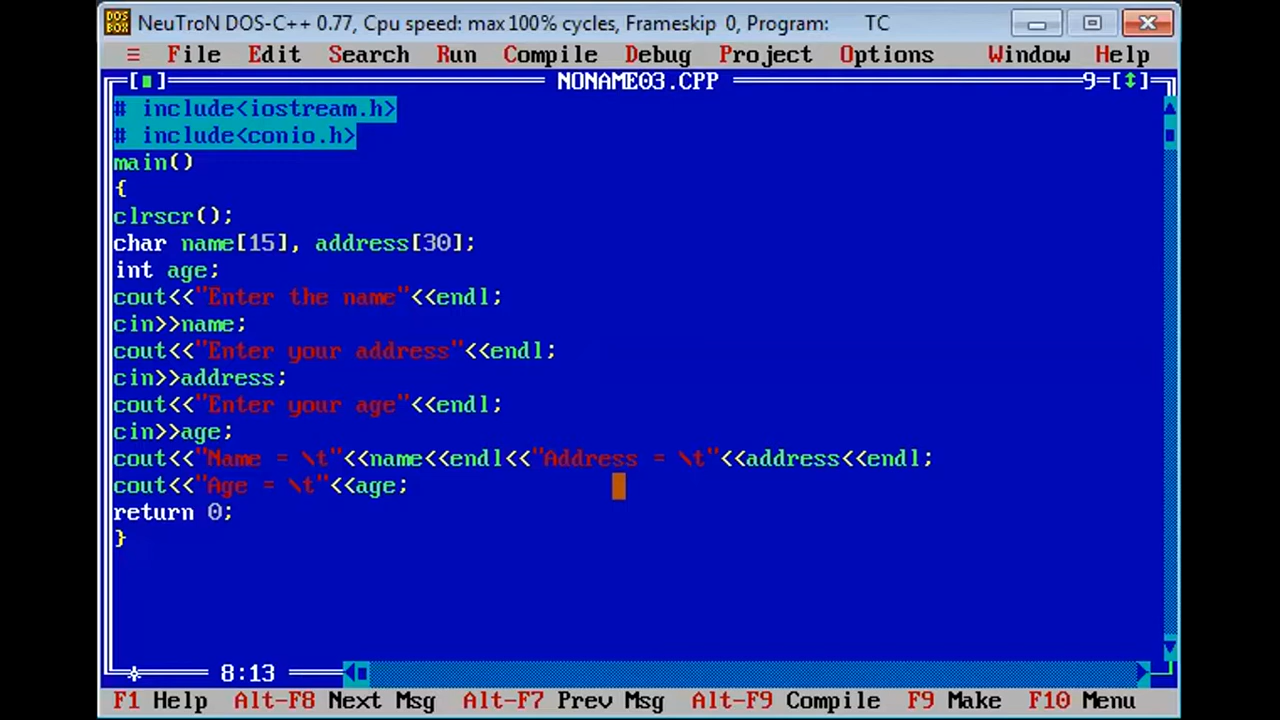 DOS BOX NeuTroN DOS-C++ 0.77, Cpu speed: max 100% cycles, Frameskip 0, Program: TC
≡ File Edit Search Run Compile Debug Project Options Window Help
[■] NONAME03.CPP 9=[↕]
# include<iostream.h>
# include<conio.h>
main()
{
clrscr();
char name[15], address[30];
int age;
cout<<"Enter the name"<<endl;
cin>>name;
cout<<"Enter your address"<<endl;
cin>>address;
cout<<"Enter your age"<<endl;
cin>>age;
cout<<"Name = \t"<<name<<endl<<"Address = \t"<<address<<endl;
cout<<"Age = \t"<<age;
return 0;
}
8:13
F1 Help Alt-F8 Next Msg Alt-F7 Prev Msg Alt-F9 Compile F9 Make F10 Menu